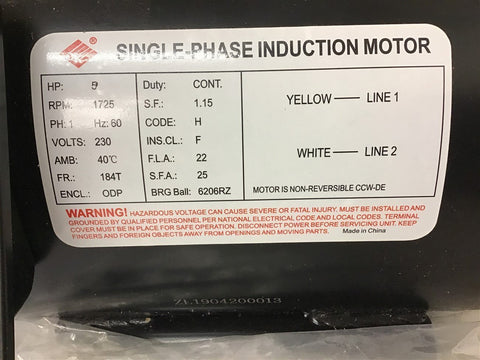 SINGLE-PHASE INDUCTION MOTOR
HP: 5 Duty: CONT.
RPM: 1725 S.F.: 1.15
PH: 1 Hz: 60 CODE: H
VOLTS: 230 INS.CL.: F
AMB: 40°C F.L.A.: 22
FR.: 184T S.F.A.: 25
ENCL.: ODP BRG Ball: 6206RZ
YELLOW — LINE 1
WHITE — LINE 2
MOTOR IS NON-REVERSIBLE CCW-DE
WARNING! HAZARDOUS VOLTAGE CAN CAUSE SEVERE OR FATAL INJURY. MUST BE INSTALLED AND
GROUNDED BY QUALIFIED PERSONNEL PER NATIONAL ELECTRICAL CODE AND LOCAL CODES. TERMINAL
COVER MUST BE IN PLACE FOR SAFE OPERATION. DISCONNECT POWER BEFORE SERVICING UNIT. KEEP
FINGERS AND FOREIGN OBJECTS AWAY FROM OPENINGS AND MOVING PARTS. Made in China
ZL1904200013